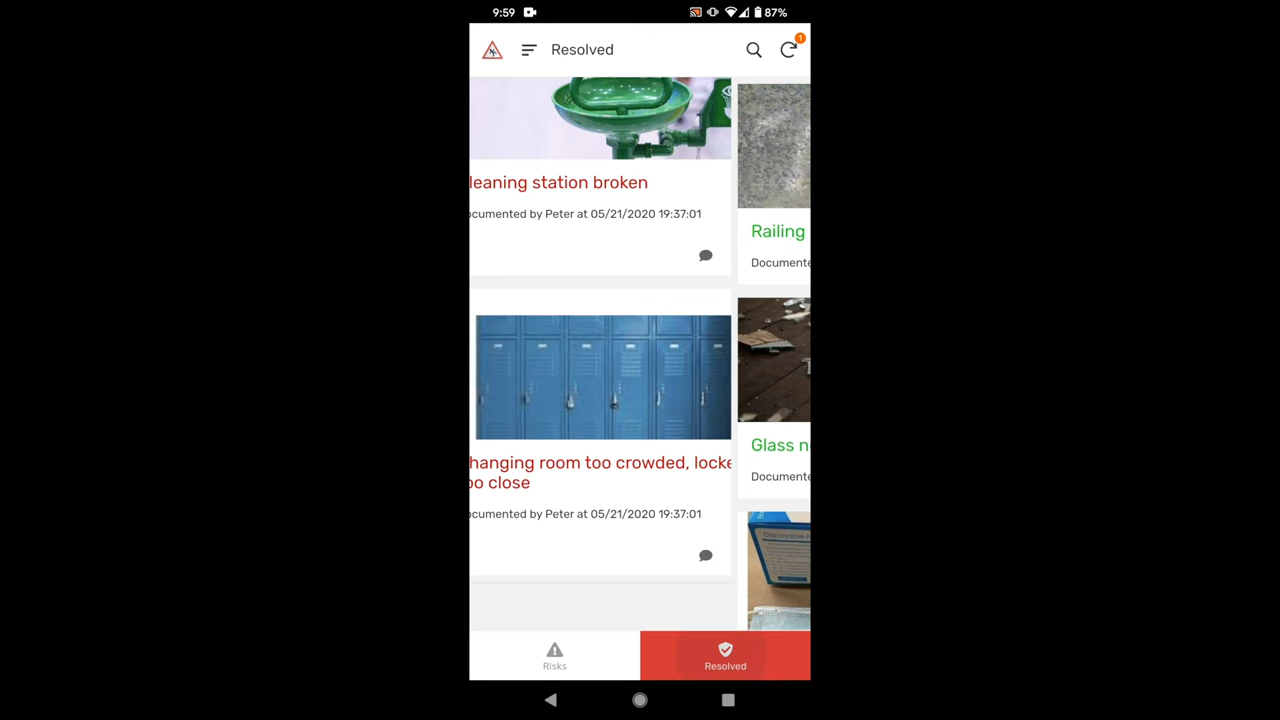 9:59
87%
Resolved
1
leaning station broken
ocumented by Peter at 05/21/2020 19:37:01
hanging room too crowded, locke
oo close
ocumented by Peter at 05/21/2020 19:37:01
Railing
Documente
Glass n
Documente
Risks
Resolved